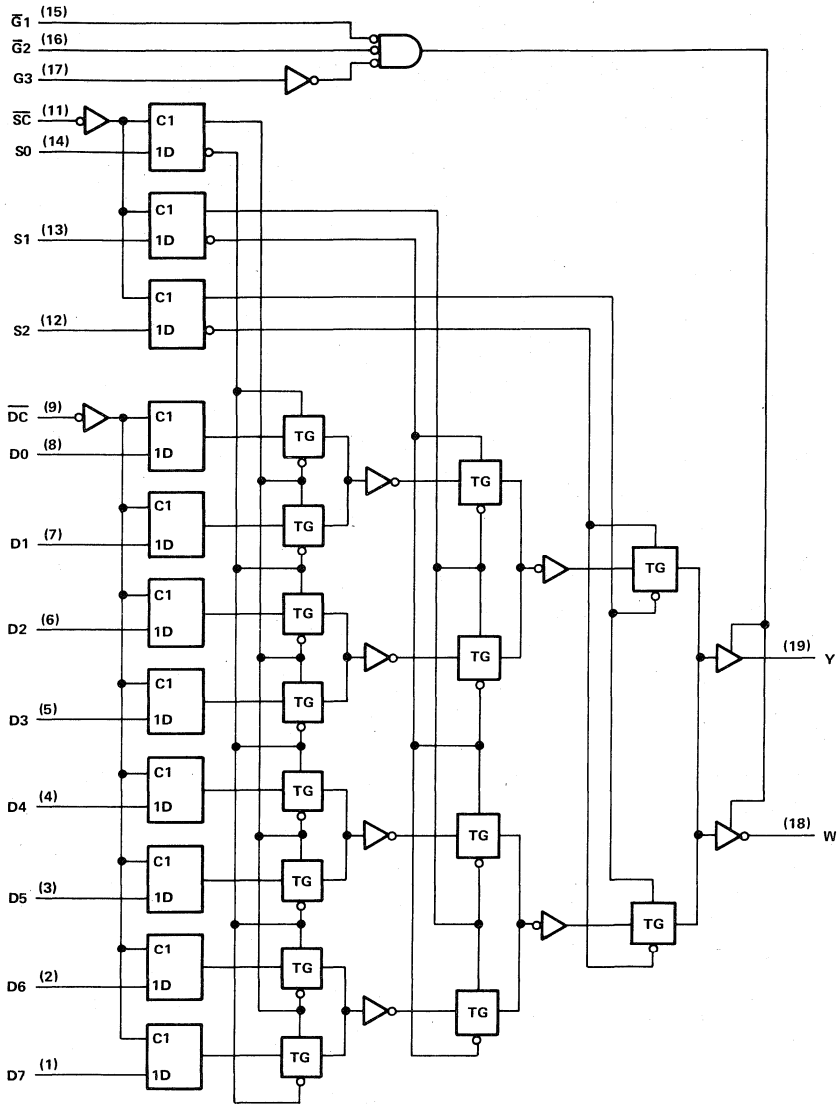 G̅1 (15)
G̅2 (16)
G3 (17)
S̅C̅ (11)
C1
S0 (14)
1D
C1
S1 (13)
1D
C1
S2 (12)
1D
D̅C̅ (9)
C1
TG
D0 (8)
1D
TG
C1
TG
D1 (7)
1D
TG
C1
D2 (6)
1D
TG
(19)
Y
TG
C1
TG
D3 (5)
1D
C1
TG
D4 (4)
1D
TG
(18)
W
C1
TG
D5 (3)
1D
TG
C1
TG
D6 (2)
1D
TG
C1
TG
D7 (1)
1D